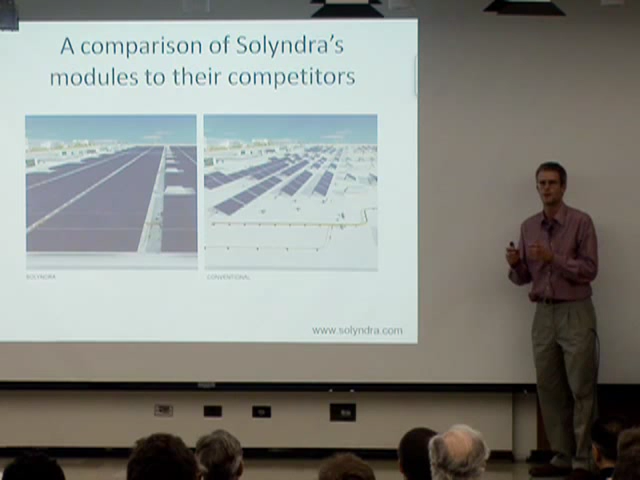 A comparison of Solyndra's
modules to their competitors
SOLYNDRA
CONVENTIONAL
www.solyndra.com